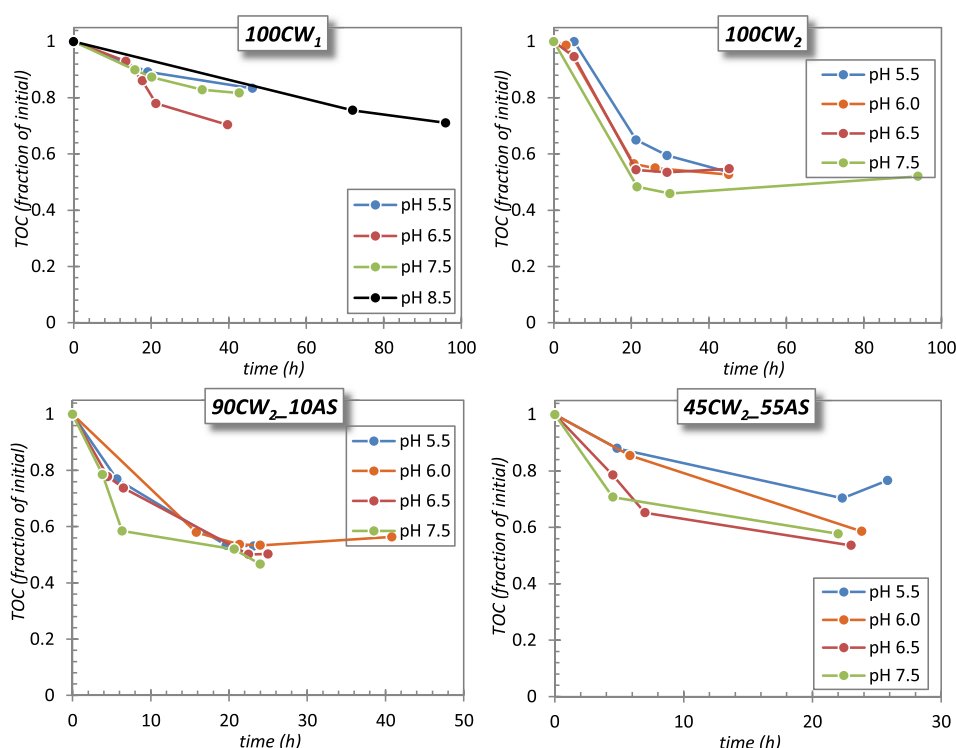 100CW1
TOC (fraction of initial)
1
0.8
0.6
0.4
0.2
0
0 20 40 60 80 100
time (h)
pH 5.5
pH 6.5
pH 7.5
pH 8.5
100CW2
TOC (fraction of initial)
1
0.8
0.6
0.4
0.2
0
0 20 40 60 80 100
time (h)
pH 5.5
pH 6.0
pH 6.5
pH 7.5
90CW2_10AS
TOC (fraction of initial)
1
0.8
0.6
0.4
0.2
0
0 10 20 30 40 50
time (h)
pH 5.5
pH 6.0
pH 6.5
pH 7.5
45CW2_55AS
TOC (fraction of initial)
1
0.8
0.6
0.4
0.2
0
0 10 20 30
time (h)
pH 5.5
pH 6.0
pH 6.5
pH 7.5